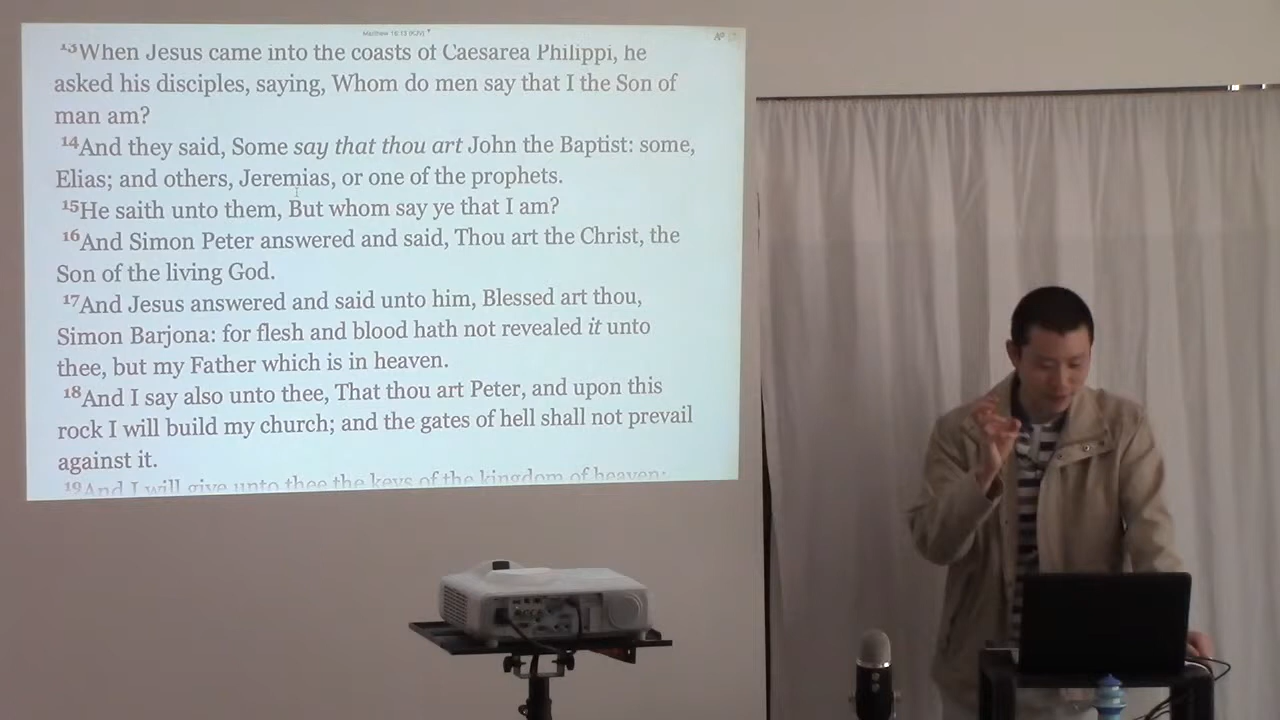 Matthew 16:13 (KJV)
13When Jesus came into the coasts of Caesarea Philippi, he
asked his disciples, saying, Whom do men say that I the Son of
man am?
14And they said, Some say that thou art John the Baptist: some,
Elias; and others, Jeremias, or one of the prophets.
15He saith unto them, But whom say ye that I am?
16And Simon Peter answered and said, Thou art the Christ, the
Son of the living God.
17And Jesus answered and said unto him, Blessed art thou,
Simon Barjona: for flesh and blood hath not revealed it unto
thee, but my Father which is in heaven.
18And I say also unto thee, That thou art Peter, and upon this
rock I will build my church; and the gates of hell shall not prevail
against it.
19And I will give unto thee the keys of the kingdom of heaven: